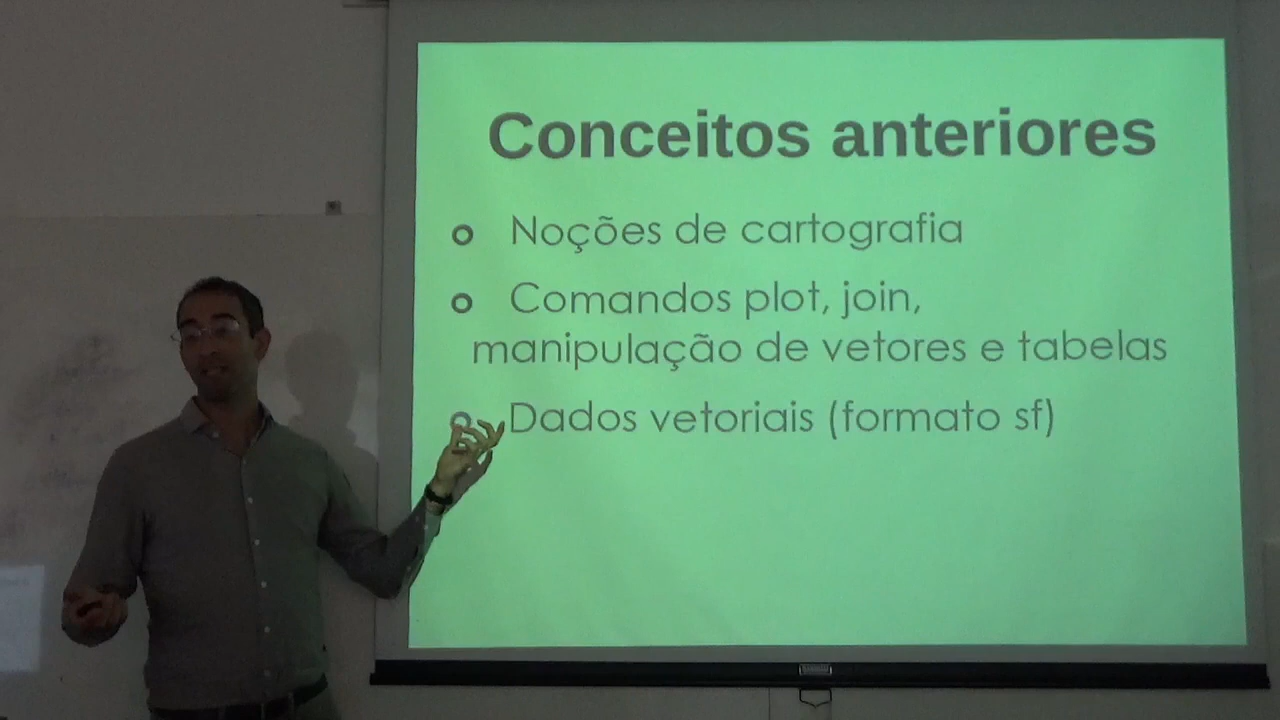 Conceitos anteriores
Noções de cartografia
Comandos plot, join,
manipulação de vetores e tabelas
Dados vetoriais (formato sf)